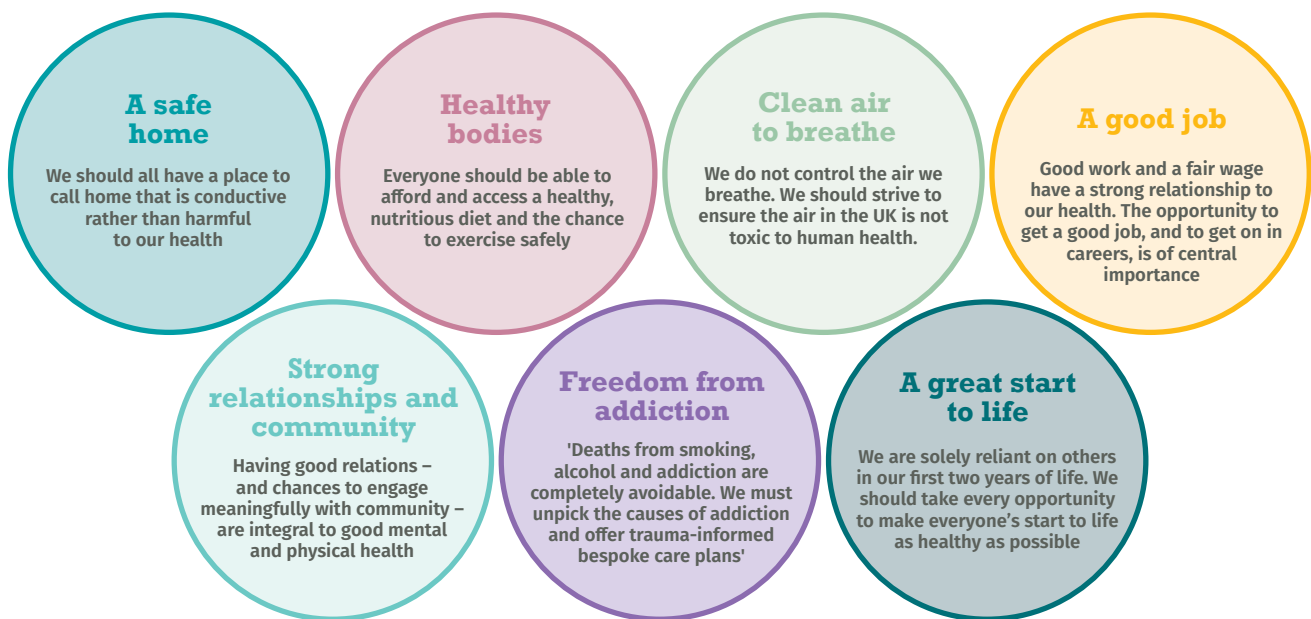 A safe
home
We should all have a place to
call home that is conductive
rather than harmful
to our health
Healthy
bodies
Everyone should be able to
afford and access a healthy,
nutritious diet and the chance
to exercise safely
Clean air
to breathe
We do not control the air we
breathe. We should strive to
ensure the air in the UK is not
toxic to human health.
A good job
Good work and a fair wage
have a strong relationship to
our health. The opportunity to
get a good job, and to get on in
careers, is of central
importance
Strong
relationships and
community
Having good relations –
and chances to engage
meaningfully with community –
are integral to good mental
and physical health
Freedom from
addiction
'Deaths from smoking,
alcohol and addiction are
completely avoidable. We must
unpick the causes of addiction
and offer trauma-informed
bespoke care plans'
A great start
to life
We are solely reliant on others
in our first two years of life. We
should take every opportunity
to make everyone’s start to life
as healthy as possible